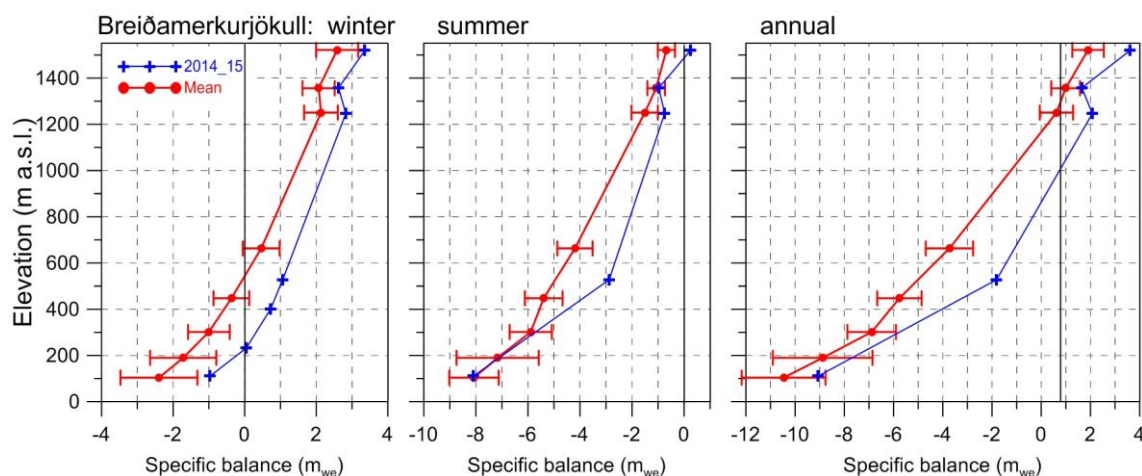 Breiðamerkurjökull: winter summer annual
2014_15
Mean
Elevation (m a.s.l.)
1400
1200
1000
800
600
400
200
0
-4 -2 0 2 4 -10 -8 -6 -4 -2 0 -12 -10 -8 -6 -4 -2 0 2 4
Specific balance (mwe) Specific balance (mwe) Specific balance (mwe)